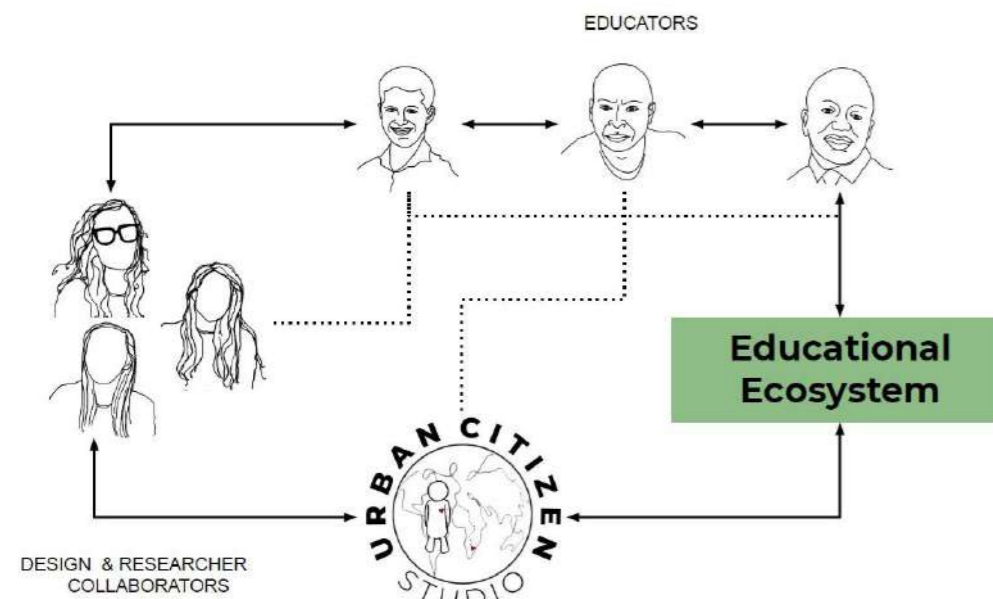 EDUCATORS
Educational
Ecosystem
URBAN CITIZEN
STUDIO
DESIGN & RESEARCHER
COLLABORATORS